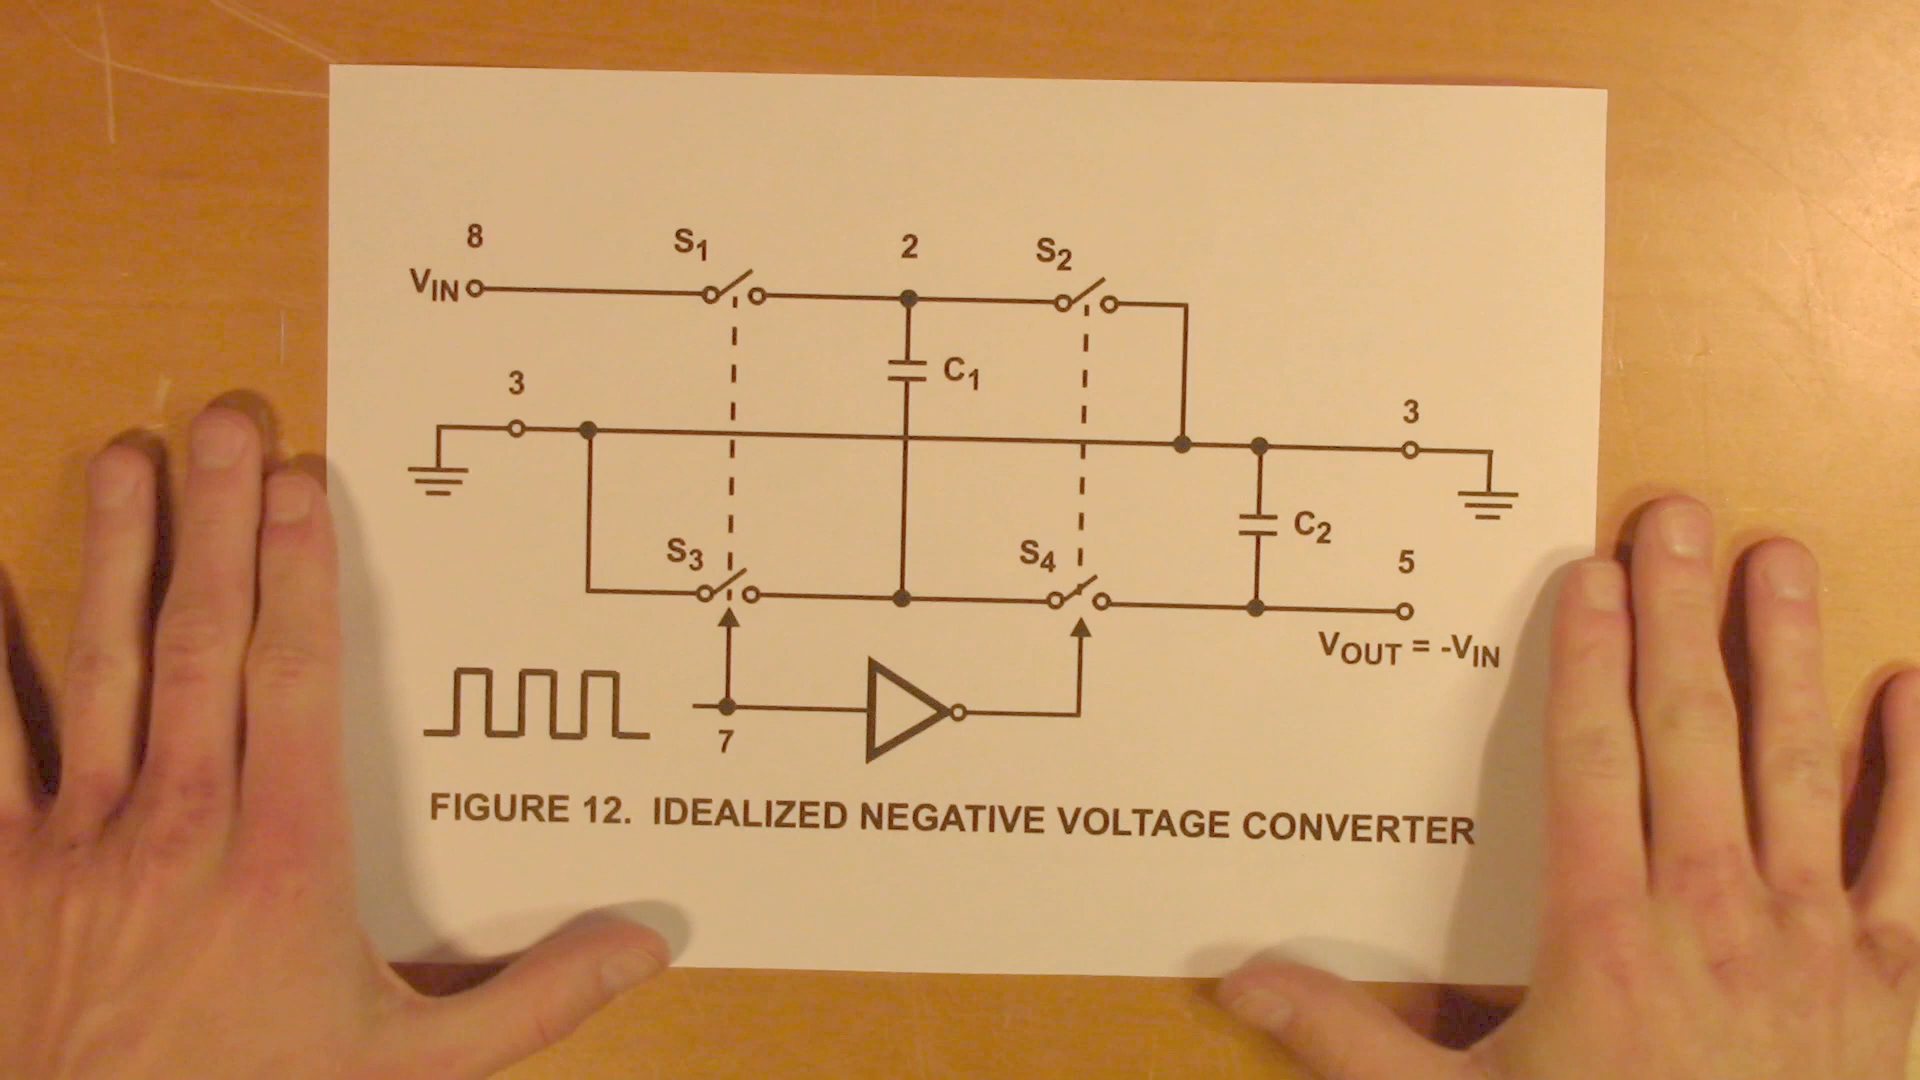 8
S1
2
S2
VIN
C1
3
3
C2
S3
S4
5
VOUT = -VIN
7
FIGURE 12. IDEALIZED NEGATIVE VOLTAGE CONVERTER